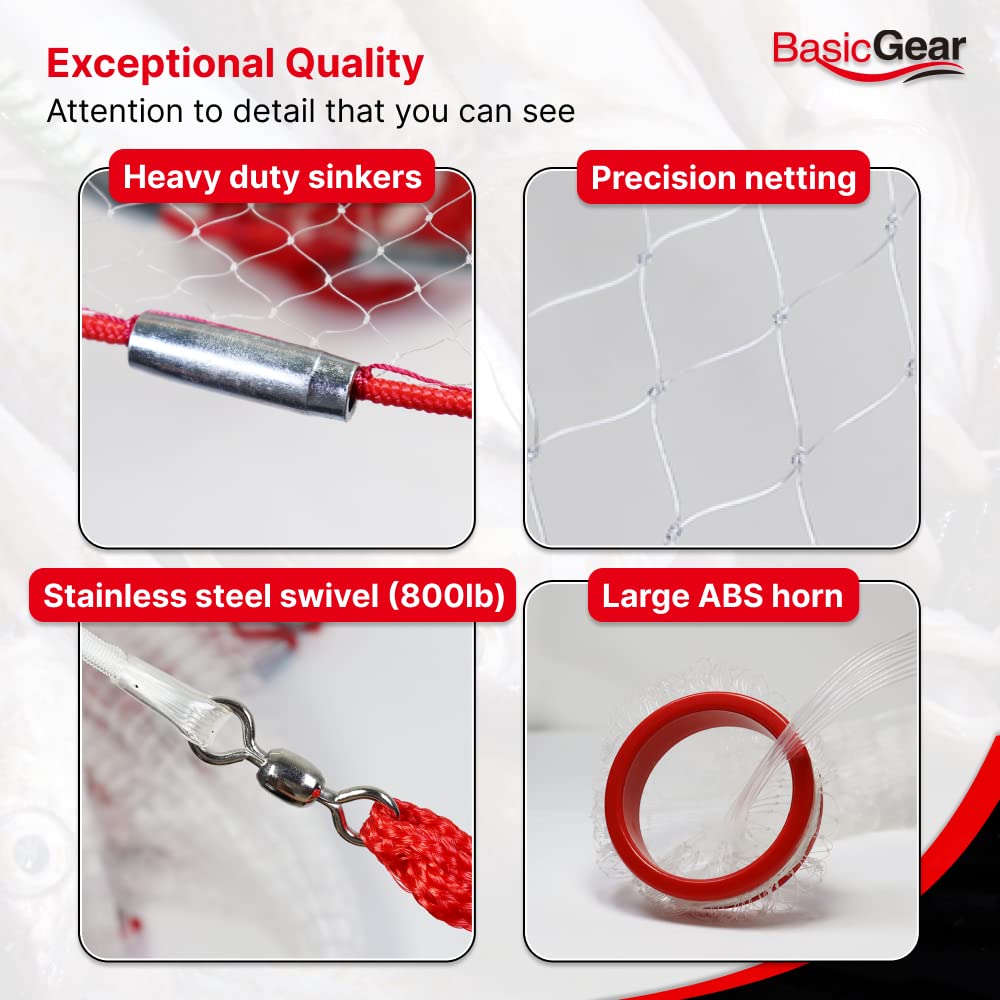 Exceptional Quality
BasicGear
Attention to detail that you can see
Heavy duty sinkers
Precision netting
Stainless steel swivel (800lb)
Large ABS horn